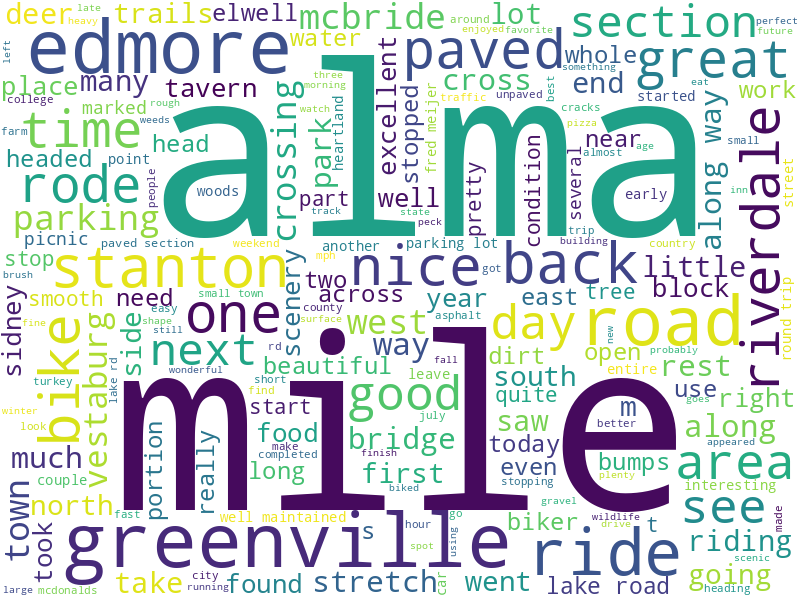 late
heavy
deer
trails
elwell
mcbride
lot
around
enjoyed
favorite
section
perfect
future
left
edmore
water
paved
whole
great
something
place
many
tavern
alma
cross
end
college
marked
rough
three
morning
excellent
stopped
traffic
unpaved
best
started
eat
work
farm
weeds
time
head
crossing
park
heartland
watch
fred meijer
cracks
pizza
near
small
along way
headed
point
rode
people
woods
part
well
pretty
condition
several
almost
age
early
inn
street
riverdale
parking
track
state
peck
trip
building
picnic
paved section
weekend
another
parking lot
country
stop
stanton
scenery
mph
nice
got
back
little
brush
smooth
need
easy
small town
two
across
county
year
east
tree
block
round trip
sidney
fine
bike
vestaburg
side
shape
still
one
surface
west
asphalt
day
road
new
next
rd
way
dirt
open
probably
lake rd
wonderful
beautiful
fall
south
entire
rest
turkey
short
leave
quite
m
use
goes
right
winter
find
start
july
good
saw
better
look
mile
food
make
bridge
today
along
appeared
much
couple
portion
really
completed
long
finish
first
even
bumps
area
biked
stopping
plenty
interesting
town
north
well maintained
gravel
wildlife
see
took
fast
greenville
s
hour
go
biker
t
drive
made
riding
spot
using
ride
scenic
large
mcdonalds
take
city
running
found
stretch
car
went
lake road
going
heading